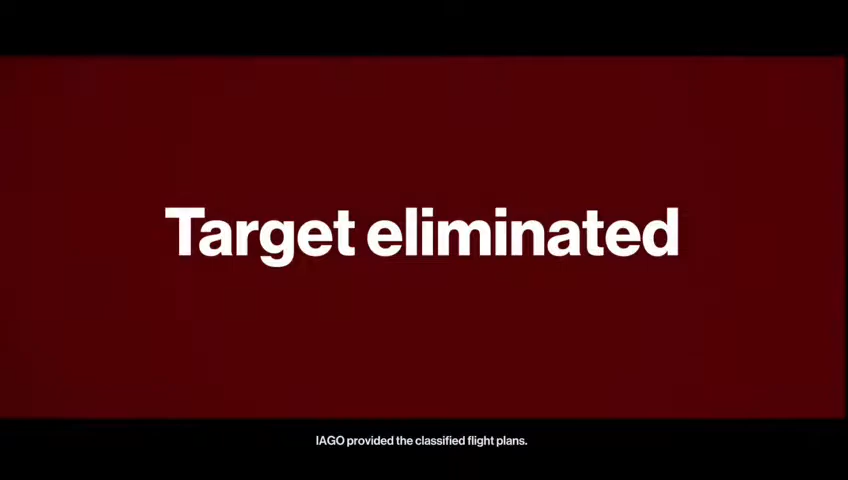 Target eliminated
IAGO provided the classified flight plans.